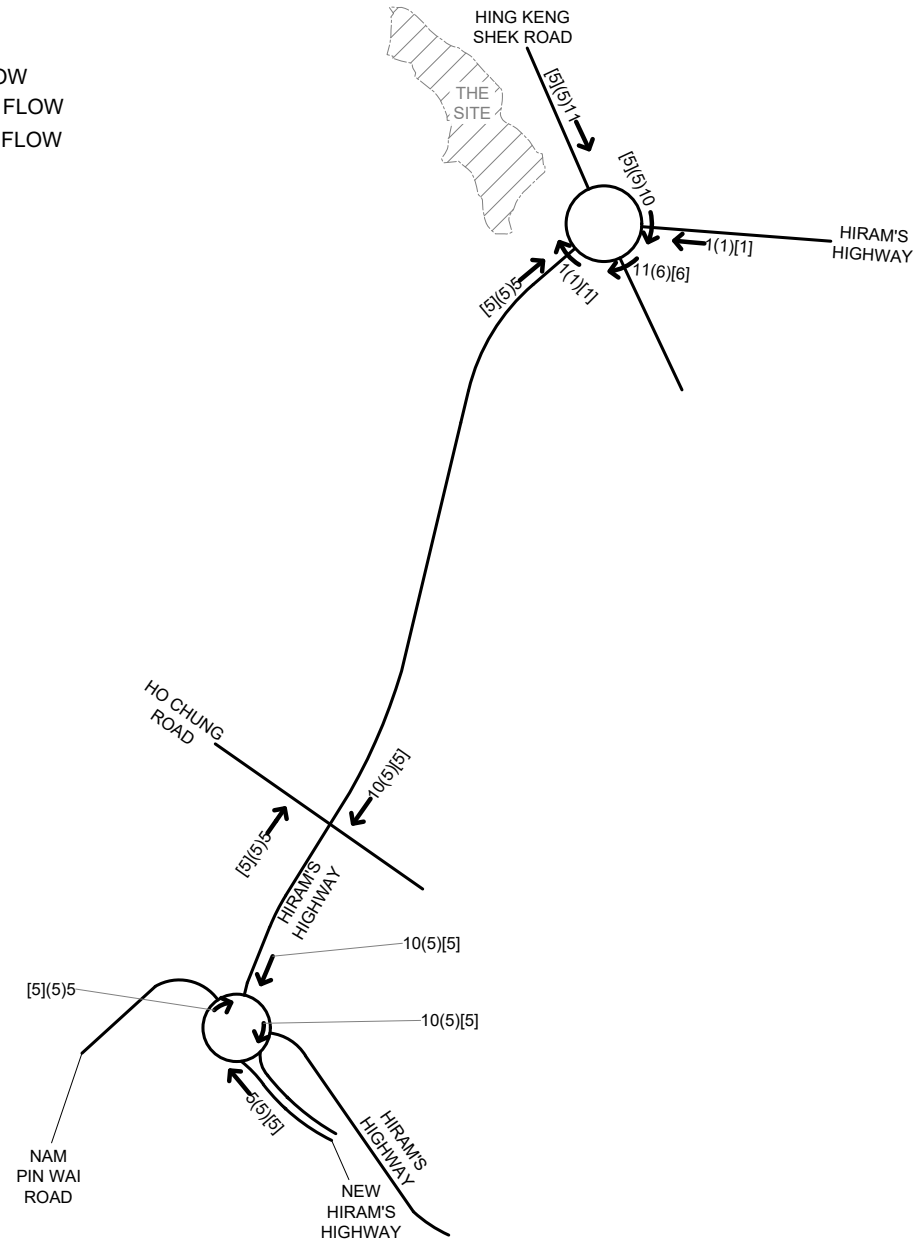 HING KENG
SHEK ROAD
OW
FLOW
FLOW
THE
SITE
[5](5)11
[5](5)10
HIRAM'S
HIGHWAY
1(1)[1]
11(6)[6]
1(1)[1]
[5](5)5
HO CHUNG
ROAD
10(5)[5]
[5](5)5
HIRAM'S
HIGHWAY
10(5)[5]
[5](5)5
10(5)[5]
5(5)[5]
HIRAM'S
HIGHWAY
NAM
PIN WAI
ROAD
NEW
HIRAM'S
HIGHWAY